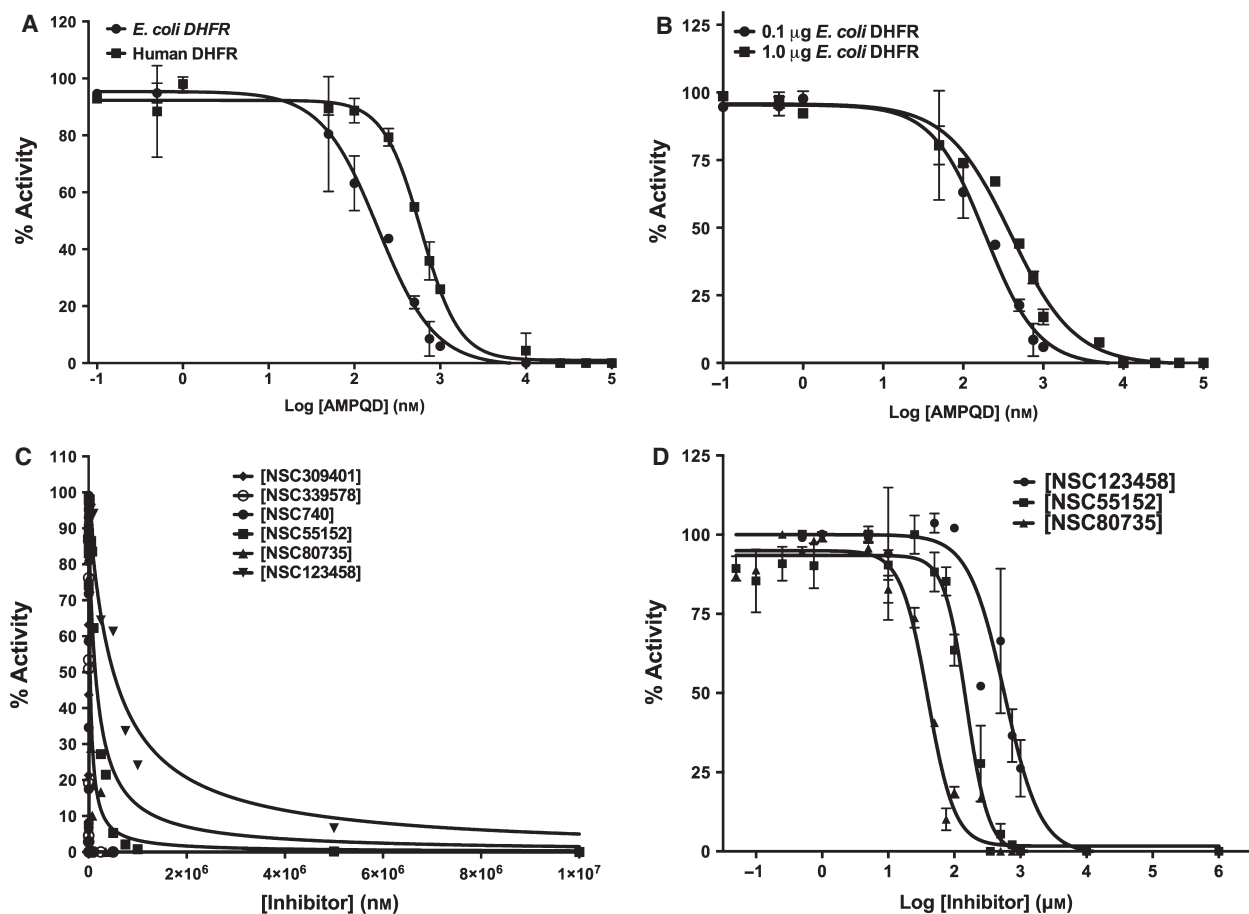 A
E. coli DHFR
Human DHFR
120
100
80
60
40
20
0
% Activity
-1 0 1 2 3 4 5
Log [AMPQD] (nM)
B
0.1 μg E. coli DHFR
1.0 μg E. coli DHFR
125
100
75
50
25
0
% Activity
−1 0 1 2 3 4 5
Log [AMPQD] (nM)
C
[NSC309401]
[NSC339578]
[NSC740]
[NSC55152]
[NSC80735]
[NSC123458]
110
100
90
80
70
60
50
40
30
20
10
0
% Activity
0 2×10⁶ 4×10⁶ 6×10⁶ 8×10⁶ 1×10⁷
[Inhibitor] (nM)
D
[NSC123458]
[NSC55152]
[NSC80735]
125
100
75
50
25
0
% Activity
−1 0 1 2 3 4 5 6
Log [Inhibitor] (μM)